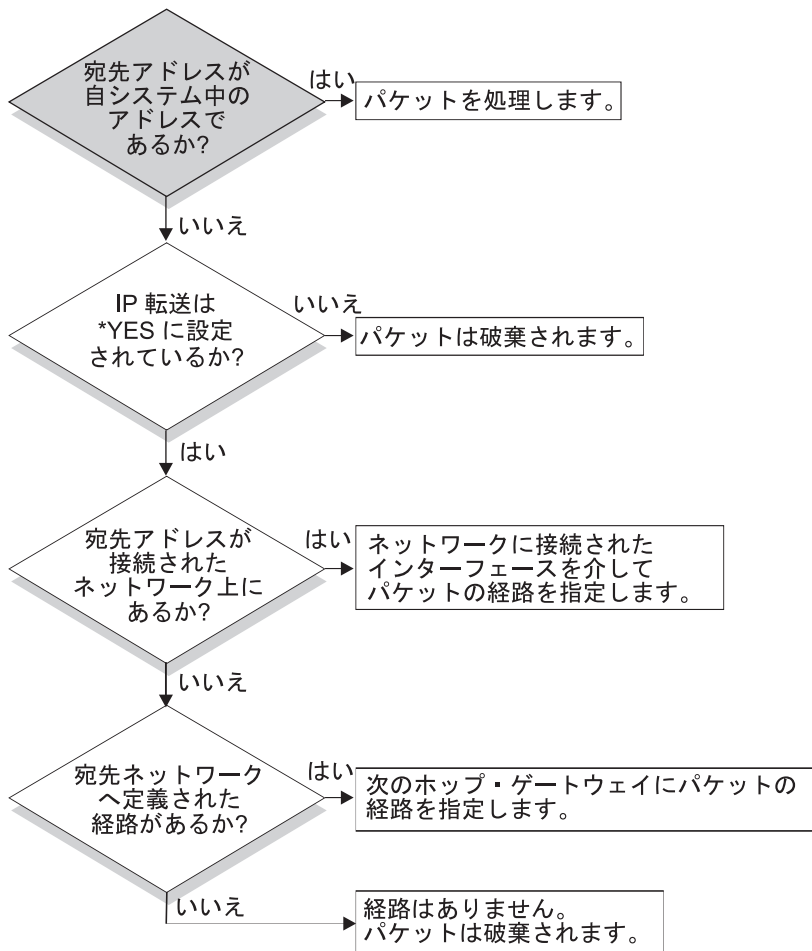 宛先アドレスが
自システム中の
アドレスで
あるか?
はい
パケットを処理します。
いいえ
IP 転送は
*YES に設定
されているか?
いいえ
パケットは破棄されます。
はい
宛先アドレスが
接続された
ネットワーク上に
あるか?
はい
ネットワークに接続された
インターフェースを介して
パケットの経路を指定します。
いいえ
宛先ネットワーク
へ定義された
経路があるか?
はい
次のホップ・ゲートウェイにパケットの
経路を指定します。
いいえ
経路はありません。
パケットは破棄されます。